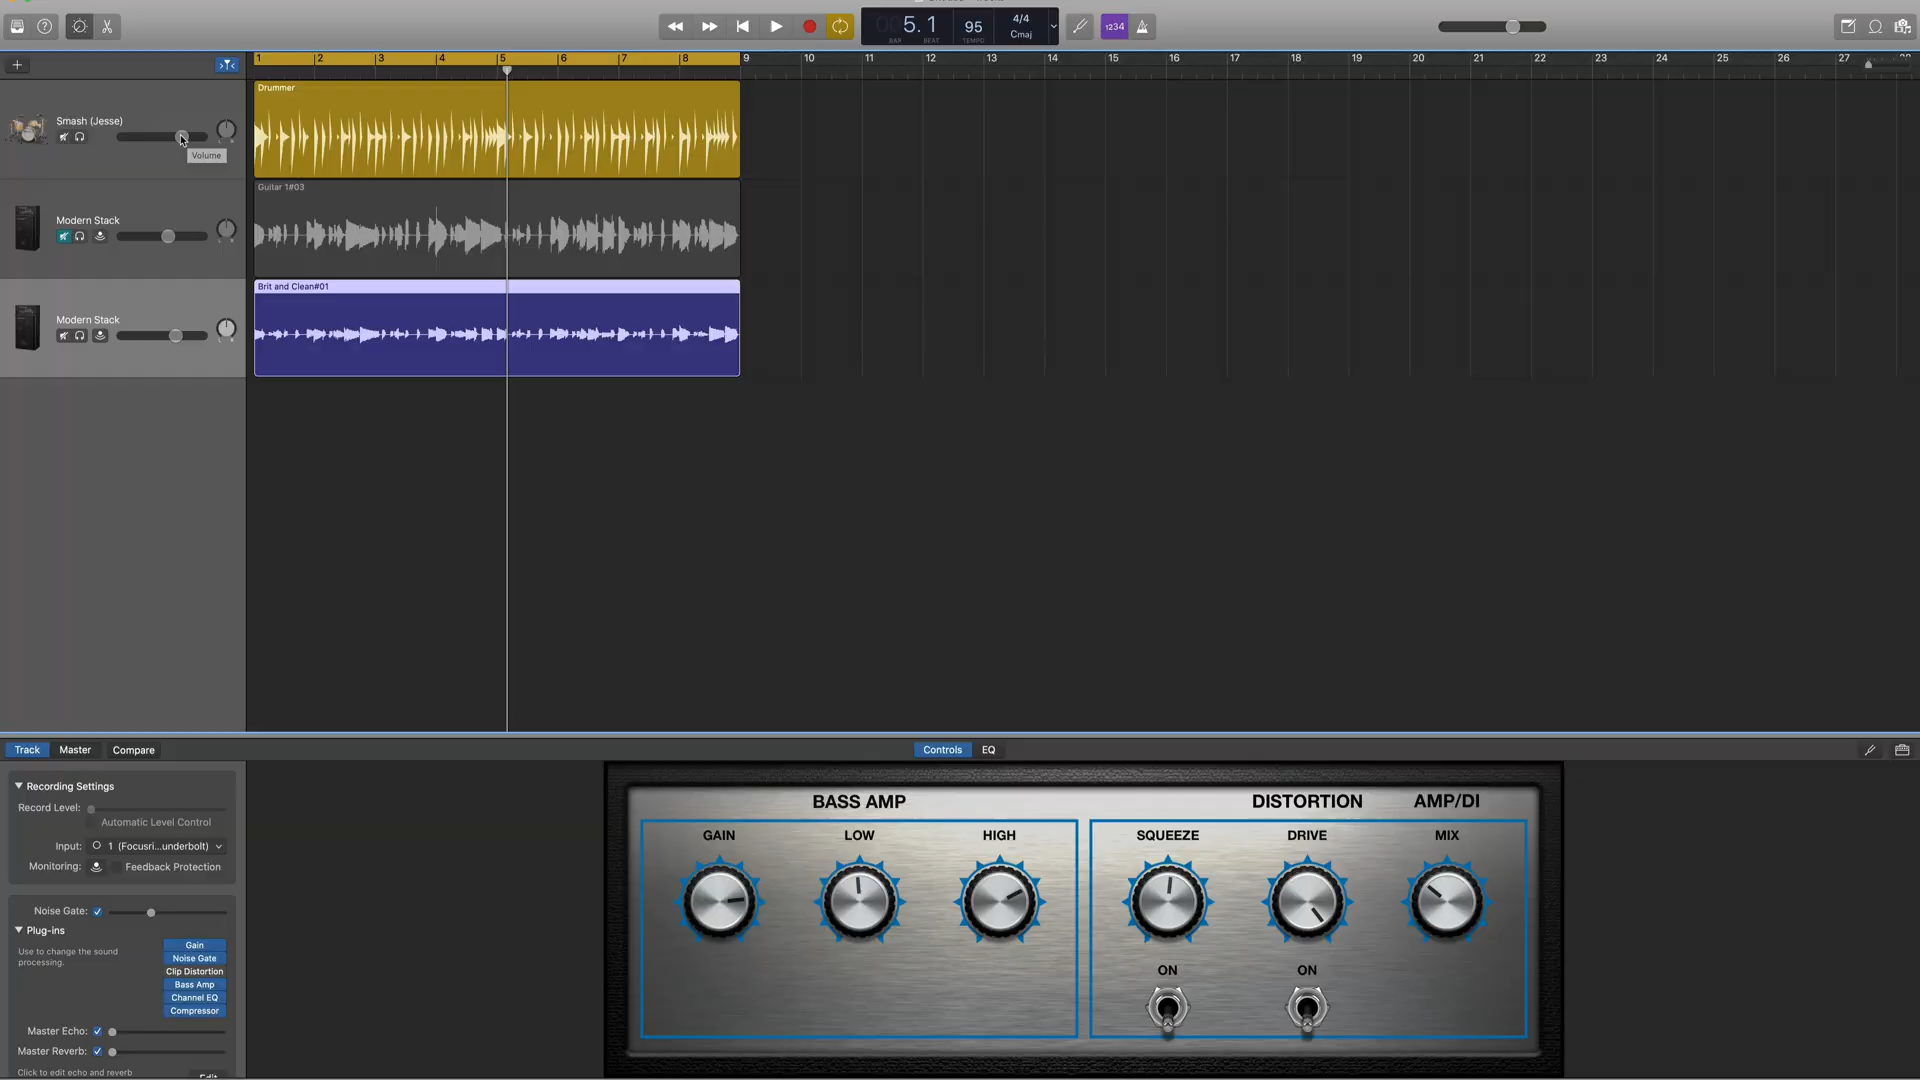 5.1
BAR
BEAT
95
TEMPO
4/4
Cmaj
1234
1 2 3 4 5 6 7 8 9 10 11 12 13 14 15 16 17 18 19 20 21 22 23 24 25 26 27
Smash (Jesse)
Volume
Drummer
Modern Stack
Guitar 1#03
Modern Stack
Brit and Clean#01
Track Master Compare
Controls EQ
Recording Settings
Record Level:
Automatic Level Control
Input: 1 (Focusri...underbolt)
Monitoring: Feedback Protection
Noise Gate:
Plug-ins
Use to change the sound
processing.
Gain
Noise Gate
Clip Distortion
Bass Amp
Channel EQ
Compressor
Master Echo:
Master Reverb:
Click to edit echo and reverb
Edit
BASS AMP DISTORTION AMP/DI
GAIN LOW HIGH SQUEEZE DRIVE MIX
ON ON